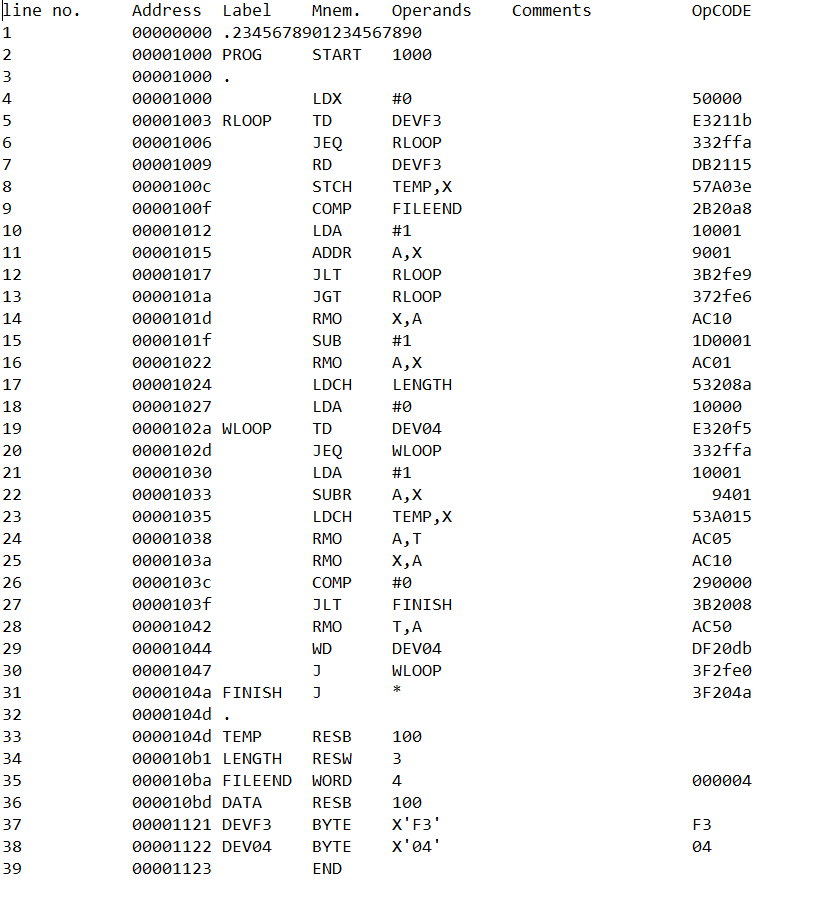 line no. Address Label Mnem. Operands Comments OpCODE
1 00000000 .2345678901234567890
2 00001000 PROG START 1000
3 00001000 .
4 00001000 LDX #0 50000
5 00001003 RLOOP TD DEVF3 E3211b
6 00001006 JEQ RLOOP 332ffa
7 00001009 RD DEVF3 DB2115
8 0000100c STCH TEMP,X 57A03e
9 0000100f COMP FILEEND 2B20a8
10 00001012 LDA #1 10001
11 00001015 ADDR A,X 9001
12 00001017 JLT RLOOP 3B2fe9
13 0000101a JGT RLOOP 372fe6
14 0000101d RMO X,A AC10
15 0000101f SUB #1 1D0001
16 00001022 RMO A,X AC01
17 00001024 LDCH LENGTH 53208a
18 00001027 LDA #0 10000
19 0000102a WLOOP TD DEV04 E320f5
20 0000102d JEQ WLOOP 332ffa
21 00001030 LDA #1 10001
22 00001033 SUBR A,X 9401
23 00001035 LDCH TEMP,X 53A015
24 00001038 RMO A,T AC05
25 0000103a RMO X,A AC10
26 0000103c COMP #0 290000
27 0000103f JLT FINISH 3B2008
28 00001042 RMO T,A AC50
29 00001044 WD DEV04 DF20db
30 00001047 J WLOOP 3F2fe0
31 0000104a FINISH J * 3F204a
32 0000104d .
33 0000104d TEMP RESB 100
34 000010b1 LENGTH RESW 3
35 000010ba FILEEND WORD 4 000004
36 000010bd DATA RESB 100
37 00001121 DEVF3 BYTE X'F3' F3
38 00001122 DEV04 BYTE X'04' 04
39 00001123 END